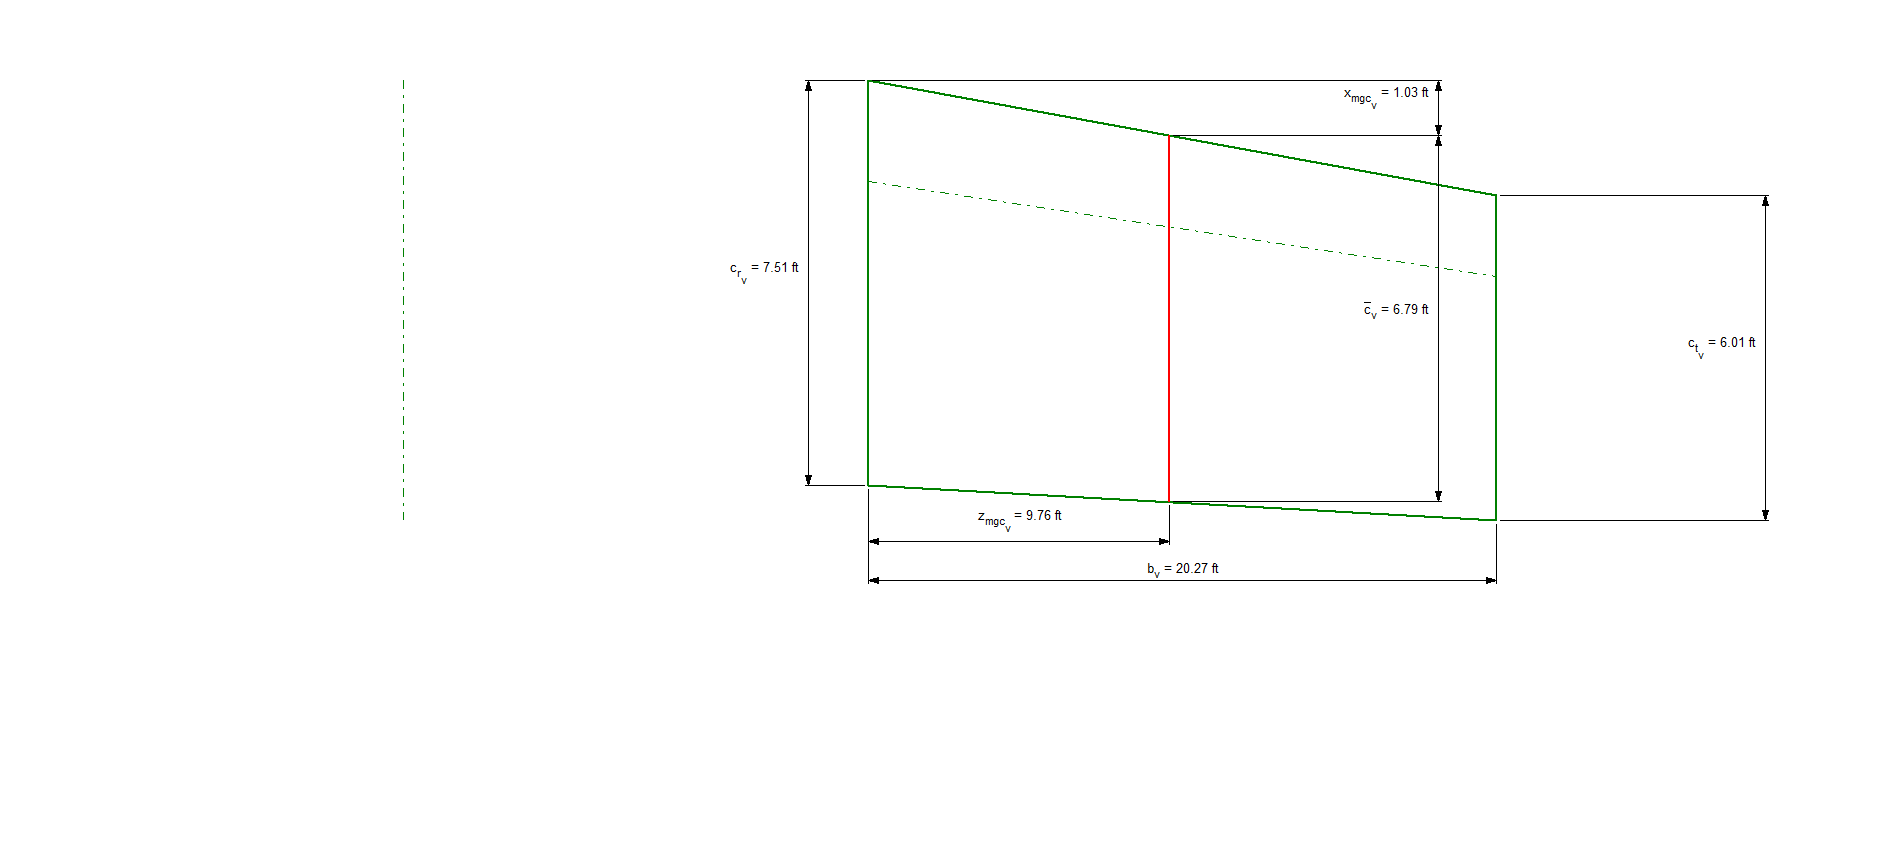 x_mgc_v = 1.03 ft
c_r_v = 7.51 ft
c̅_v = 6.79 ft
c_t_v = 6.01 ft
z_mgc_v = 9.76 ft
b_v = 20.27 ft